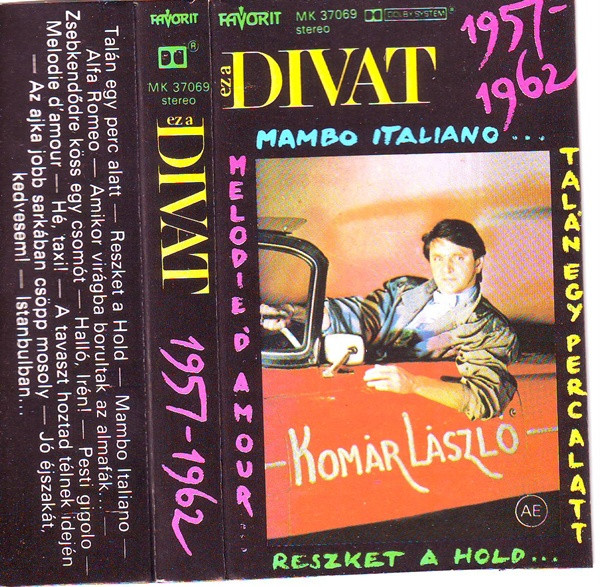 Talán egy perc alatt — Reszket a Hold — Mambo Italiano —
— Alfa Romeo — Amikor virágba borultak az almafák... —
Zsebkendődre köss egy csomót — Halló, Irén! — Pesti gigolo —
Melodie d'amour — Hé, taxi! — A tavaszt hoztad télnek idején
— Az ajka jobb sarkában csöpp mosoly — Jó éjszakát,
kedvesem! — Istanbulban...
FAVORIT
MK 37069
stereo
ez a
DIVAT
1957-1962
FAVORIT
MK 37069
stereo
DOLBY SYSTEM
ez a
DIVAT
1957-
1962
MAMBO ITALIANO...
MELODIE D'AMOUR...
TALÁN EGY PERC ALATT
KOMÁR LÁSZLÓ
AE
RESZKET A HOLD...